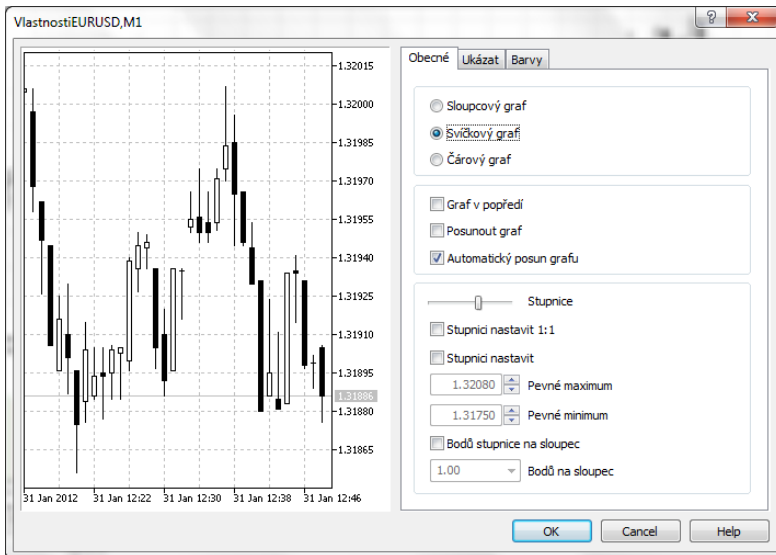 VlastnostiEURUSD,M1
1.32015
1.32000
1.31985
1.31970
1.31955
1.31940
1.31925
1.31910
1.31895
1.31886
1.31880
1.31865
31 Jan 2012 31 Jan 12:22 31 Jan 12:30 31 Jan 12:38 31 Jan 12:46
Obecné Ukázat Barvy
Sloupcový graf
Svíčkový graf
Čárový graf
Graf v popředí
Posunout graf
Automatický posun grafu
Stupnice
Stupnici nastavit 1:1
Stupnici nastavit
1.32080 Pevné maximum
1.31750 Pevné minimum
Bodů stupnice na sloupec
1.00 Bodů na sloupec
OK Cancel Help